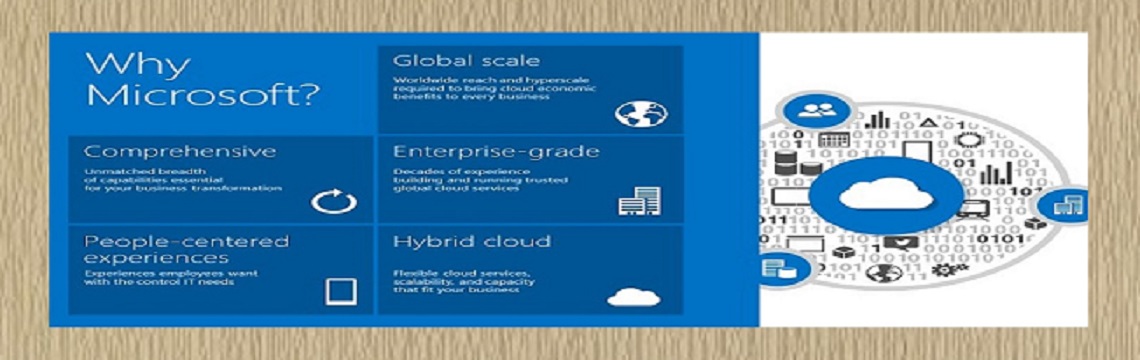 Why
Microsoft?
Global scale
Worldwide reach and hyperscale
required to bring cloud economic
benefits to every business
Comprehensive
Unmatched breadth
of capabilities essential
for your business transformation
Enterprise-grade
Decades of experience
building and running trusted
global cloud services
People-centered
experiences
Experiences employees want
with the control IT needs
Hybrid cloud
Flexible cloud services,
scalability, and capacity
that fit your business